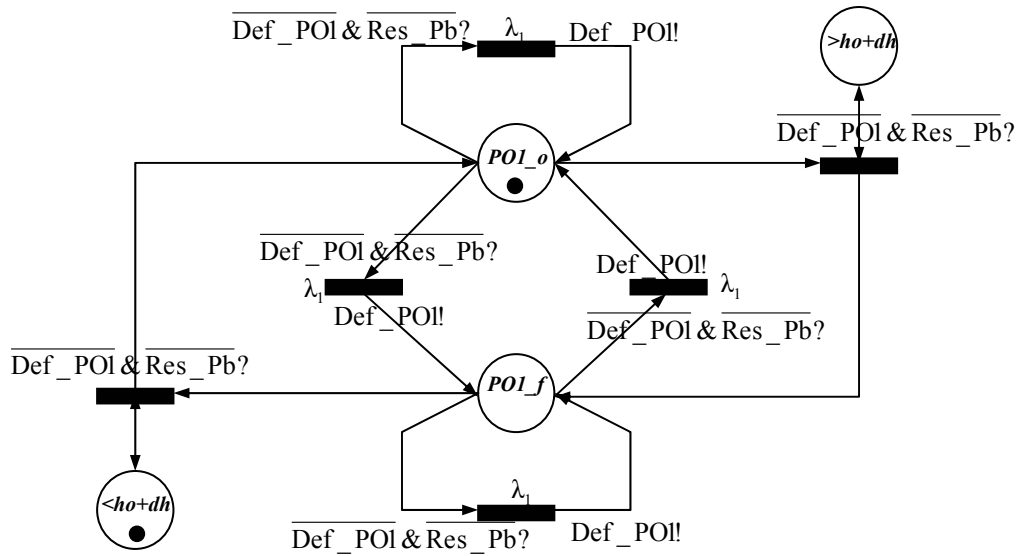 Def_POl & Res_Pb?
λ1
Def_POl!
>ho+dh
Def_POl & Res_Pb?
PO1_o
Def_POl & Res_Pb?
Def_POl!
λ1
λ1
Def_POl!
Def_POl & Res_Pb?
Def_POl & Res_Pb?
PO1_f
<ho+dh
λ1
Def_POl & Res_Pb?
Def_POl!